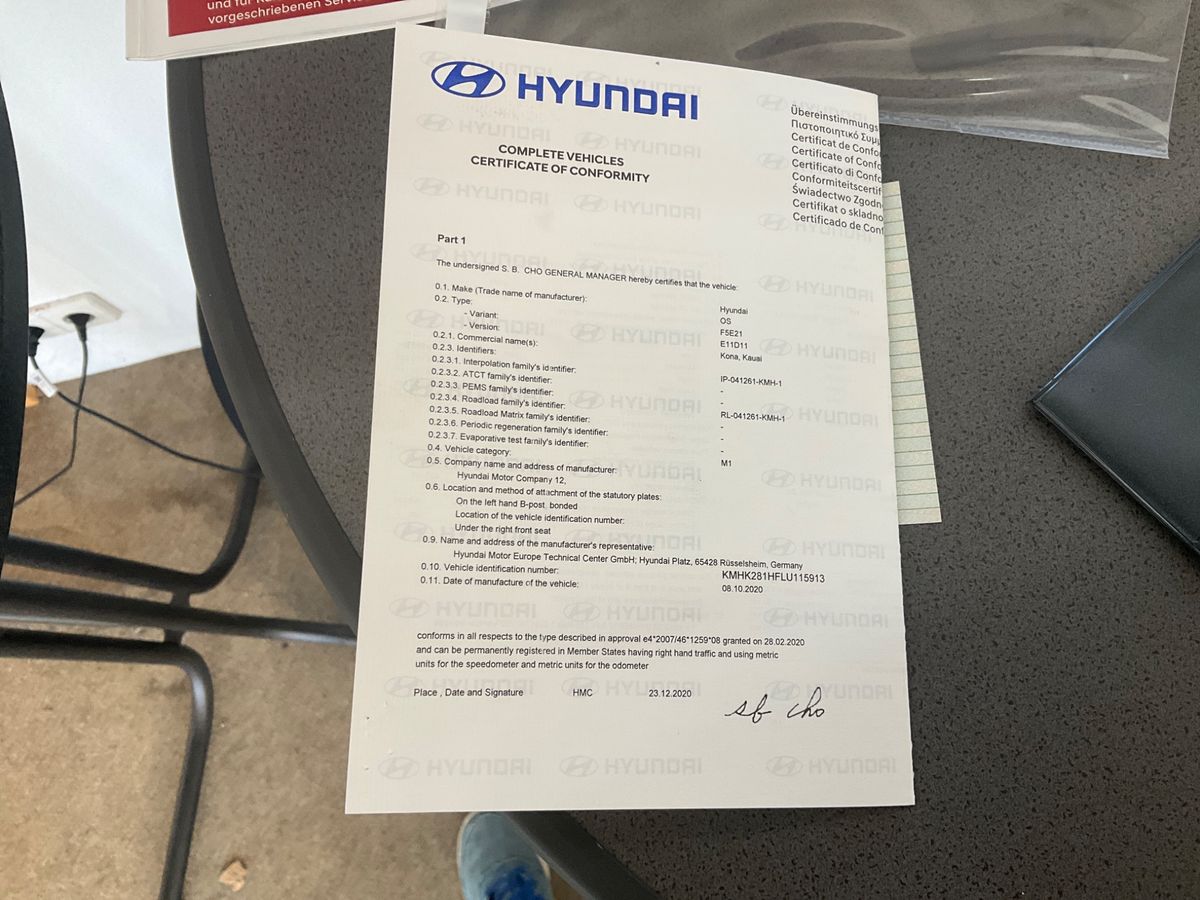 und für
vorgeschriebenen Servic
HYUNDAI
COMPLETE VEHICLES
CERTIFICATE OF CONFORMITY
Übereinstimmungs
Πιστοποιητικό Συμμ
Certificat de Confo
Certificate of Confo
Certificato di Confo
Conformiteitscertif
Świadectwo Zgodn
Certifikat o skladno
Certificado de Conf
Part 1
The undersigned S. B. CHO GENERAL MANAGER hereby certifies that the vehicle:
0.1. Make (Trade name of manufacturer): Hyundai
0.2. Type: OS
- Variant: F5E21
- Version: E11D11
0.2.1. Commercial name(s): Kona, Kauai
0.2.3. Identifiers:
0.2.3.1. Interpolation family's identifier: IP-041261-KMH-1
0.2.3.2. ATCT family's identifier: -
0.2.3.3. PEMS family's identifier: -
0.2.3.4. Roadload family's identifier: RL-041261-KMH-1
0.2.3.5. Roadload Matrix family's identifier: -
0.2.3.6. Periodic regeneration family's identifier: -
0.2.3.7. Evaporative test family's identifier: -
0.4. Vehicle category: M1
0.5. Company name and address of manufacturer:
Hyundai Motor Company 12,
0.6. Location and method of attachment of the statutory plates:
On the left hand B-post, bonded
Location of the vehicle identification number:
Under the right front seat
0.9. Name and address of the manufacturer's representative:
Hyundai Motor Europe Technical Center GmbH; Hyundai Platz, 65428 Rüsselsheim, Germany
0.10. Vehicle identification number: KMHK281HFLU115913
0.11. Date of manufacture of the vehicle: 08.10.2020
conforms in all respects to the type described in approval e4*2007/46*1259*08 granted on 28.02.2020
and can be permanently registered in Member States having right hand traffic and using metric
units for the speedometer and metric units for the odometer
Place , Date and Signature HMC 23.12.2020
sb cho